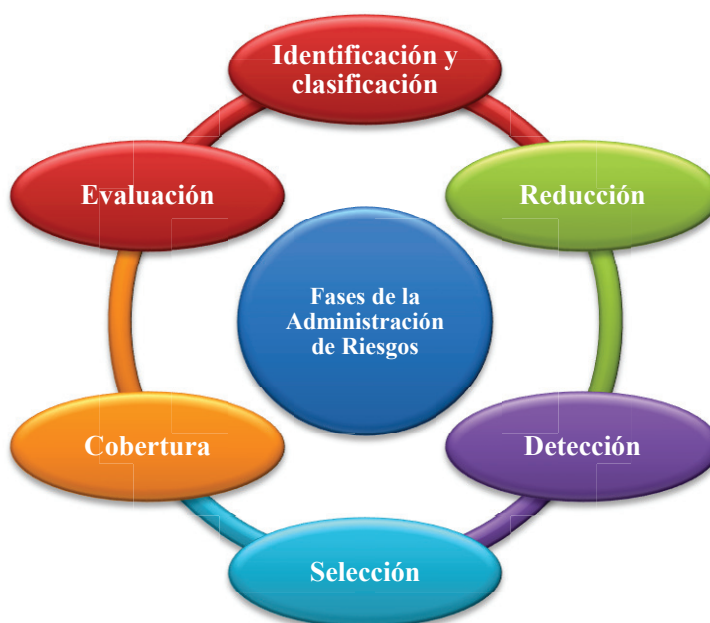 Identificación y
clasificación
Evaluación
Reducción
Fases de la
Administración
de Riesgos
Cobertura
Detección
Selección